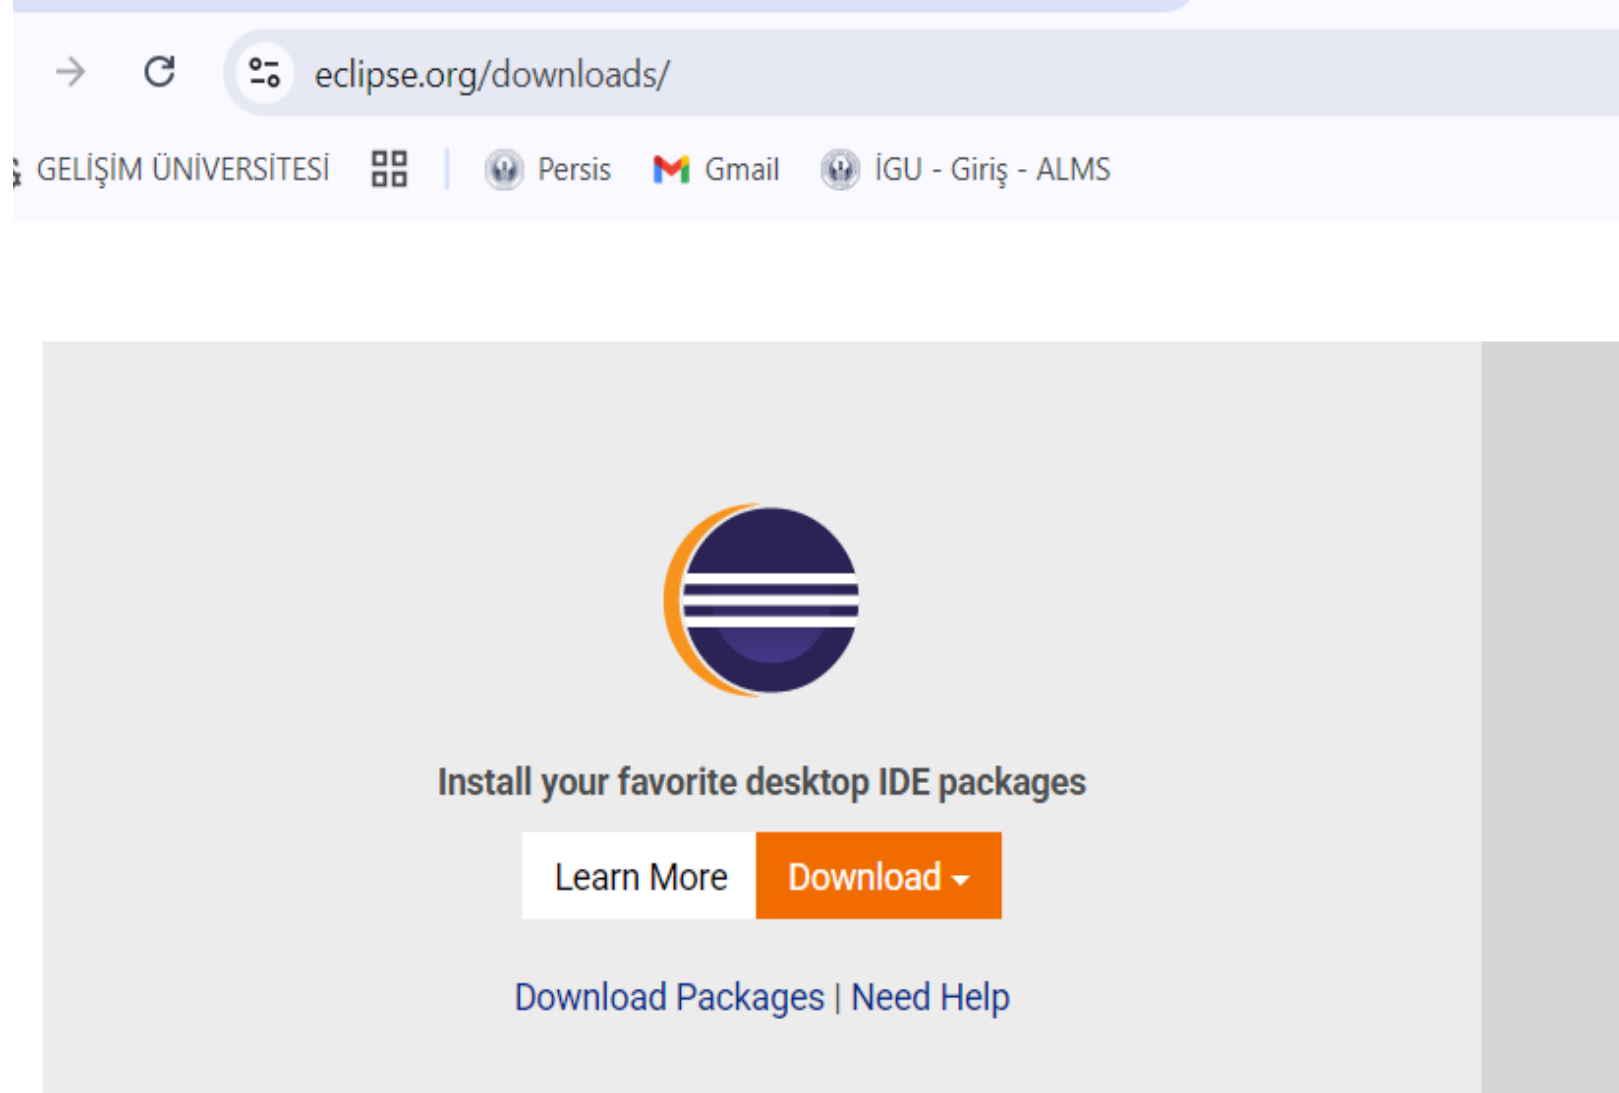 eclipse.org/downloads/
GELİŞİM ÜNİVERSİTESİ Persis Gmail İGU - Giriş - ALMS
Install your favorite desktop IDE packages
Learn More Download
Download Packages | Need Help